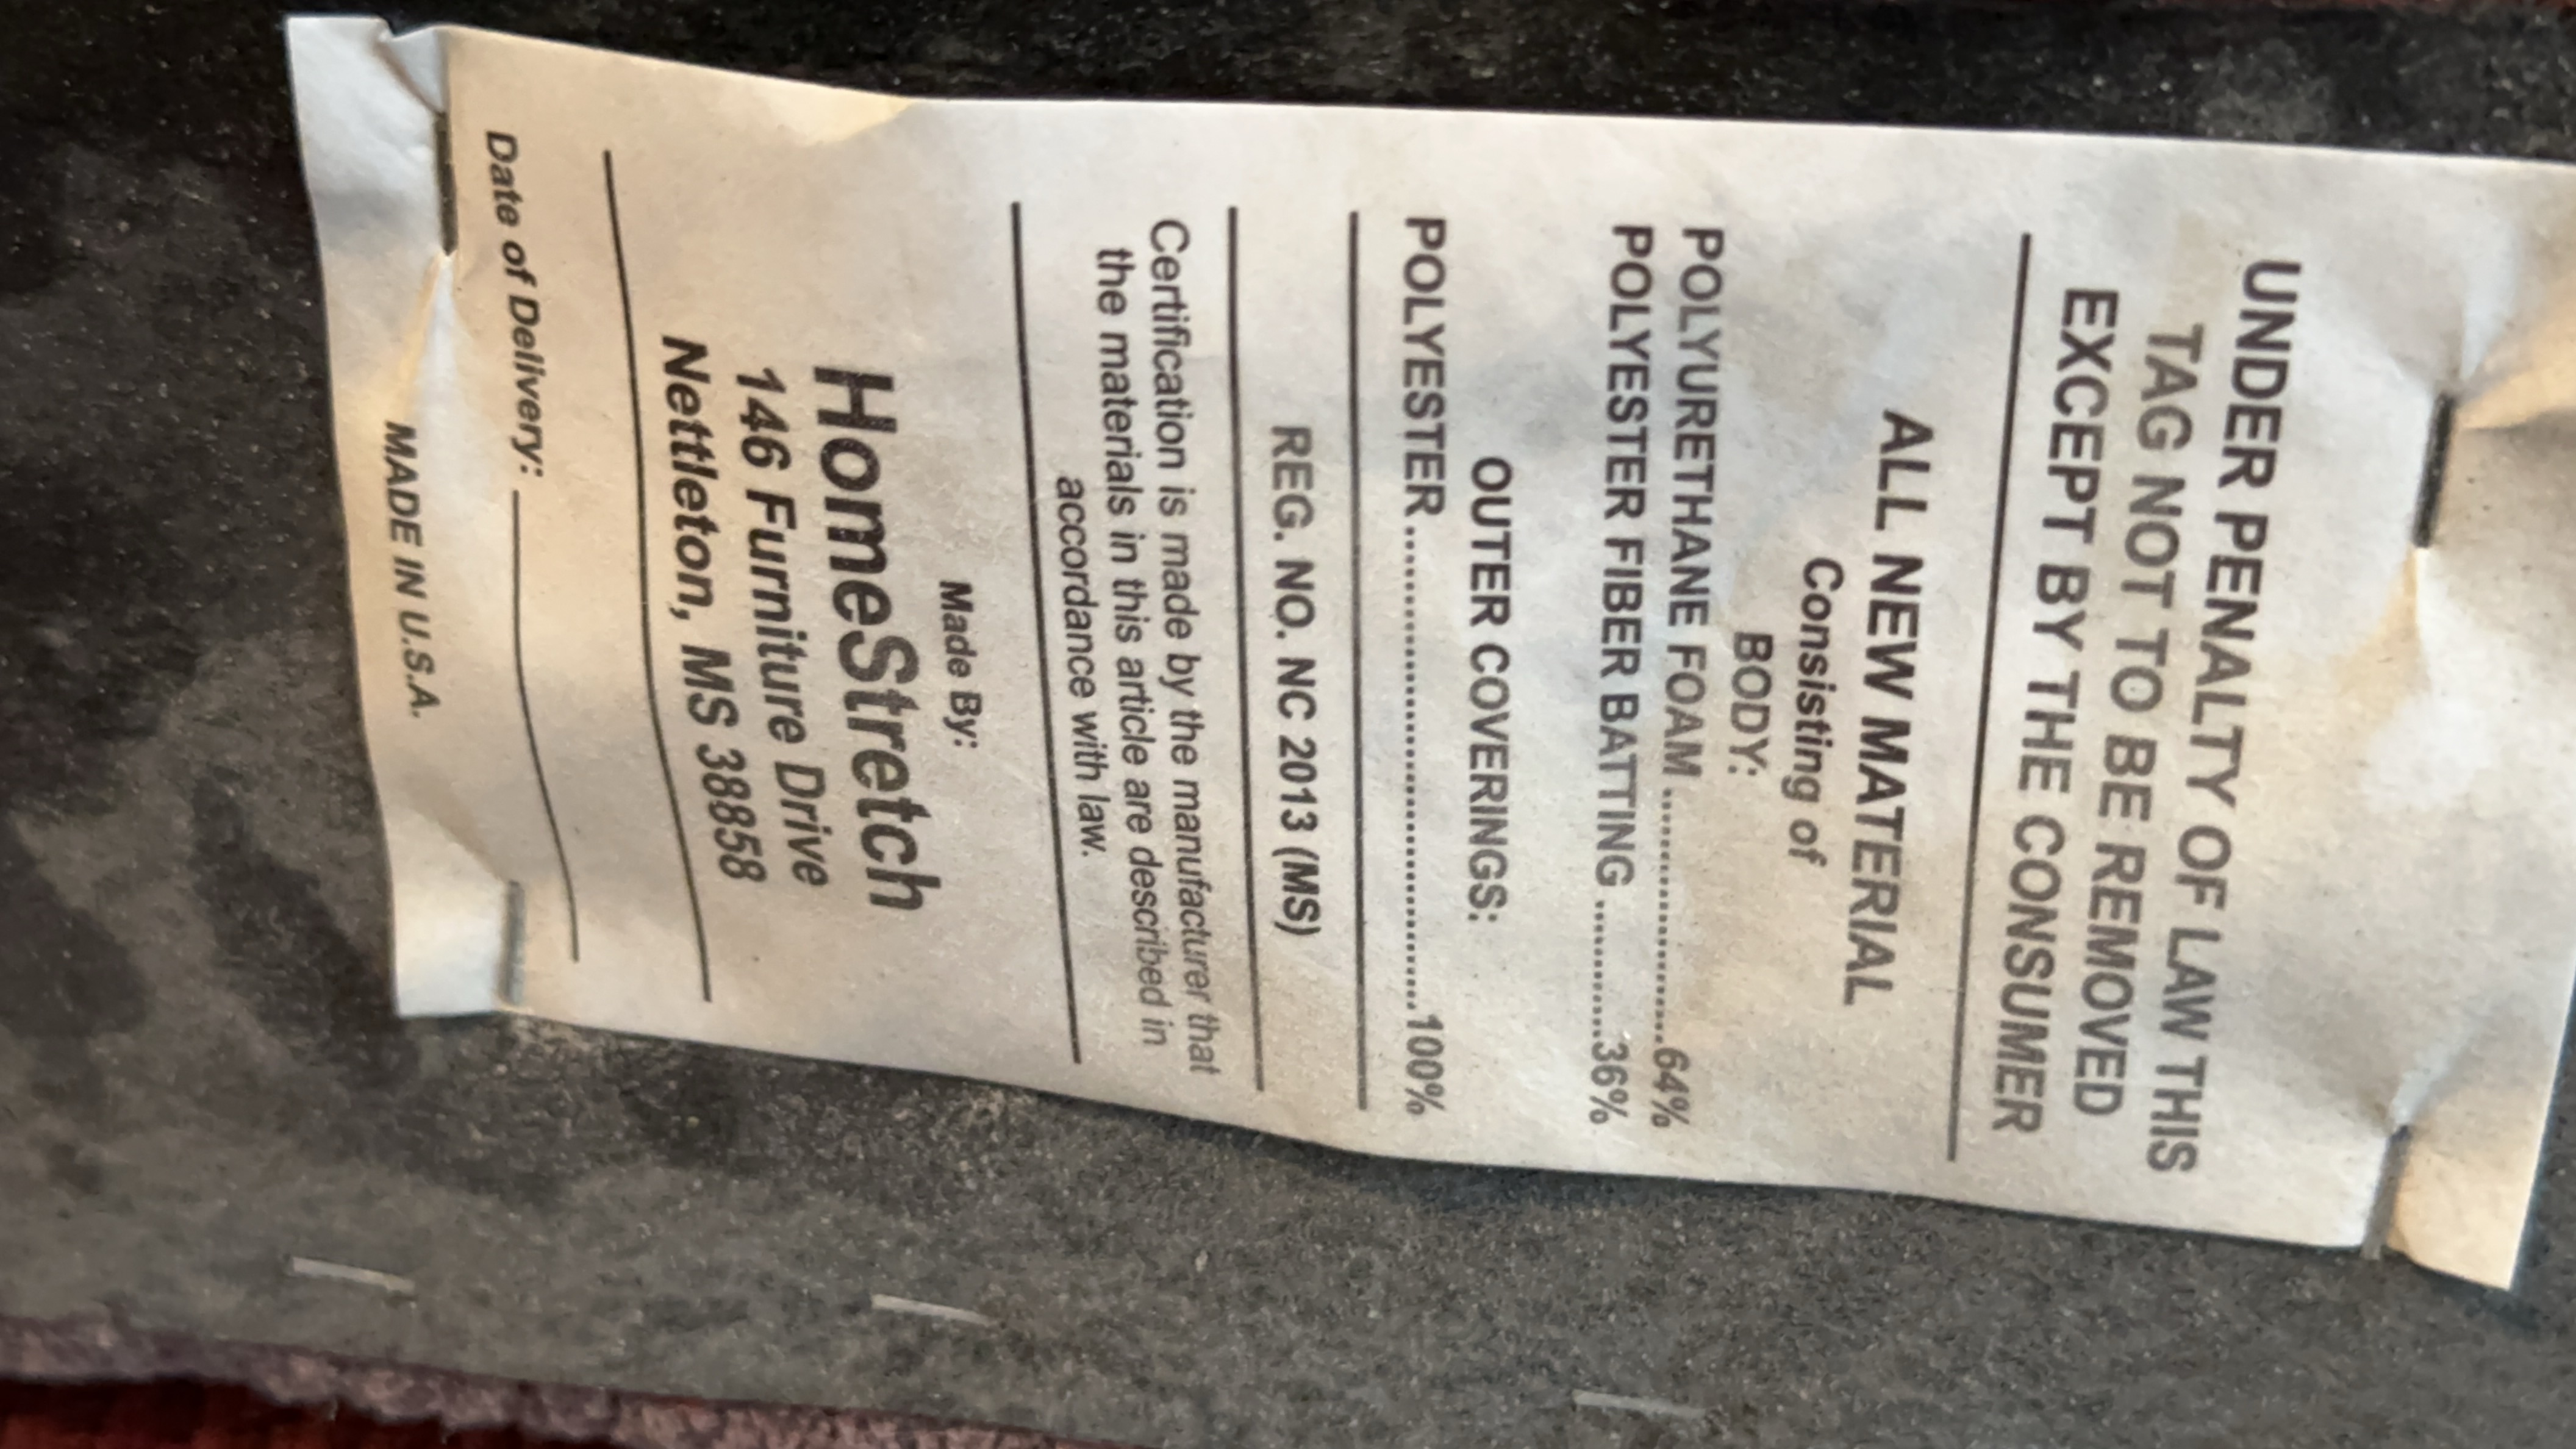 UNDER PENALTY OF LAW THIS
TAG NOT TO BE REMOVED
EXCEPT BY THE CONSUMER
ALL NEW MATERIAL
Consisting of
BODY:
POLYURETHANE FOAM ........................64%
POLYESTER FIBER BATTING .............36%
OUTER COVERINGS:
POLYESTER .............................................100%
REG. NO. NC 2013 (MS)
Certification is made by the manufacturer that
the materials in this article are described in
accordance with law.
Made By:
HomeStretch
146 Furniture Drive
Nettleton, MS 38858
Date of Delivery: ____________________
MADE IN U.S.A.